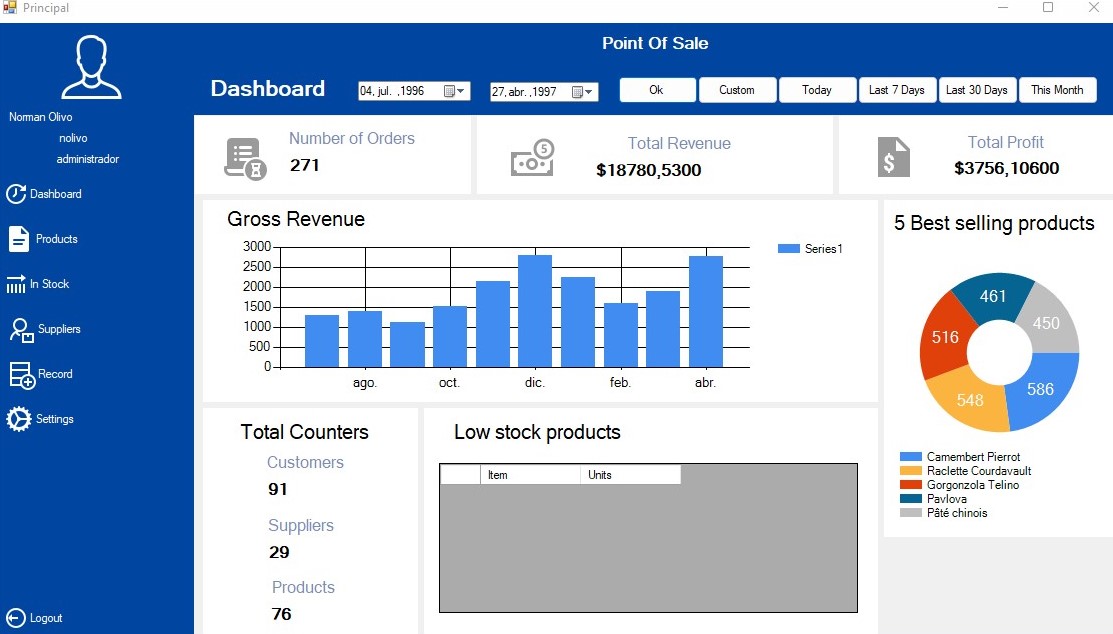 Principal
Point Of Sale
Norman Olivo
nolivo
administrador
Dashboard
Products
In Stock
Suppliers
Record
Settings
Logout
Dashboard
04, jul. ,1996
27, abr. ,1997
Ok
Custom
Today
Last 7 Days
Last 30 Days
This Month
Number of Orders
271
Total Revenue
$18780,5300
Total Profit
$3756,10600
Gross Revenue
3000
2500
2000
1500
1000
500
0
ago.
oct.
dic.
feb.
abr.
Series1
5 Best selling products
461
450
516
548
586
Camembert Pierrot
Raclette Courdavault
Gorgonzola Telino
Pavlova
Pâté chinois
Total Counters
Customers
91
Suppliers
29
Products
76
Low stock products
Item
Units